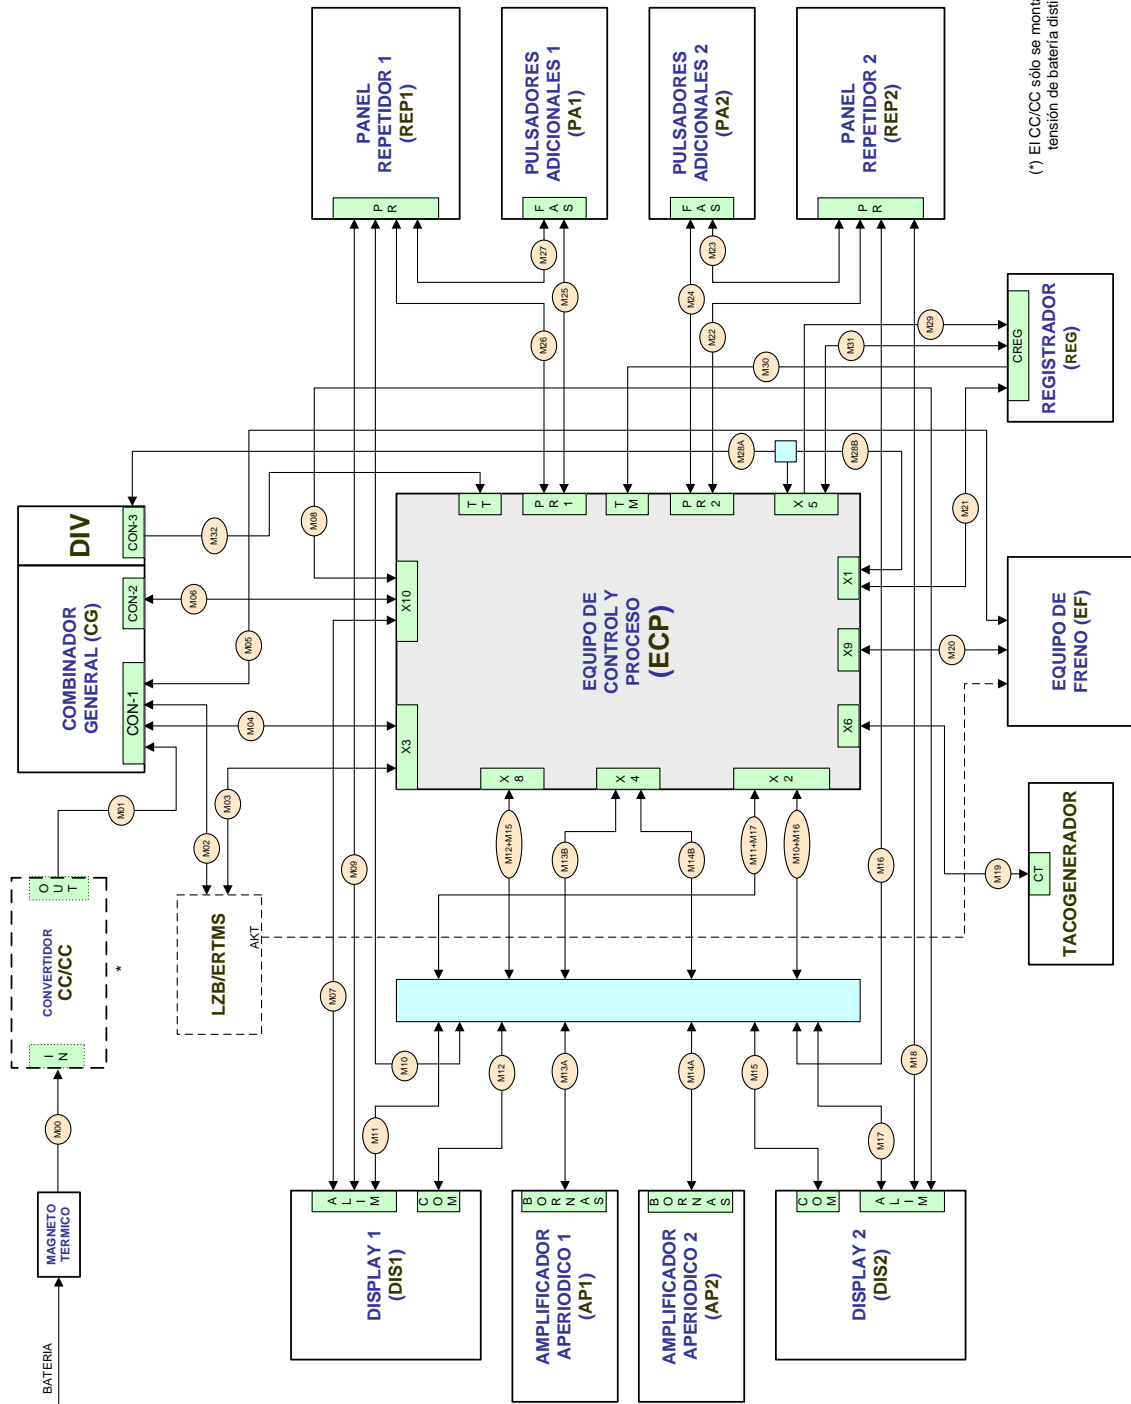 BATERIA
MAGNETO
TERMICO
M00
IN
CONVERTIDOR
CC/CC
OUT
*
M01
COMBINADOR
GENERAL (CG)
DIV
CON-1
CON-2
CON-3
LZB/ERTMS
AKT
M02
M03
M04
M05
M06
M32
M08
M28A
M28B
M07
M09
M10
M11
M12
M13A
M14A
M15
M16
M17
M18
M12+M15
M13B
M14B
M11+M17
M10+M16
DISPLAY 1
(DIS1)
ALIM
COM
AMPLIFICADOR
APERIODICO 1
(AP1)
BORNAS
AMPLIFICADOR
APERIODICO 2
(AP2)
BORNAS
DISPLAY 2
(DIS2)
COM
ALIM
EQUIPO DE
CONTROL Y
PROCESO
(ECP)
X3
X10
X8
X4
X2
X6
X9
X1
TT
PR1
TM
PR2
X5
PANEL
REPETIDOR 1
(REP1)
PR
PULSADORES
ADICIONALES 1
(PA1)
FAS
PULSADORES
ADICIONALES 2
(PA2)
FAS
PANEL
REPETIDOR 2
(REP2)
PR
M27
M25
M26
M24
M23
M22
M30
M31
M29
M21
M20
M19
REGISTRADOR
(REG)
CREG
EQUIPO DE
FRENO (EF)
TACOGENERADOR
CT
(*) El CC/CC sólo se monta
tensión de batería